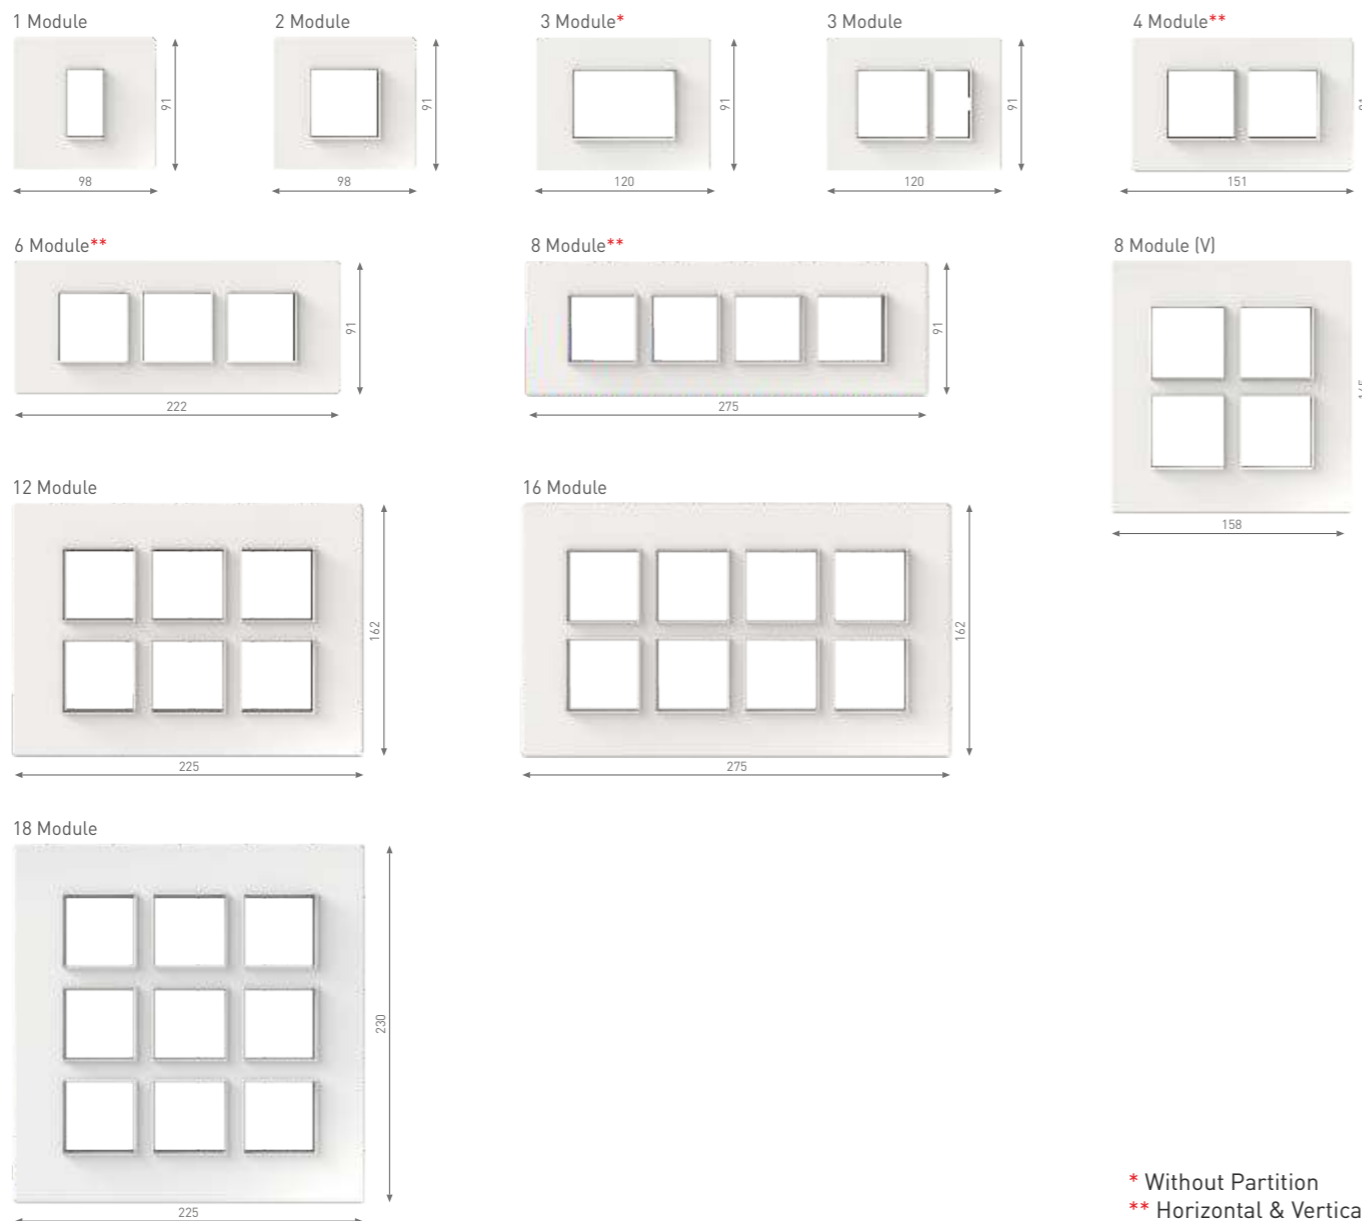 1 Module
2 Module
3 Module*
3 Module
4 Module**
91
91
91
91
98
98
120
120
151
6 Module**
8 Module**
8 Module (V)
91
91
222
275
158
12 Module
16 Module
162
162
225
275
18 Module
230
225
* Without Partition
** Horizontal & Vertica